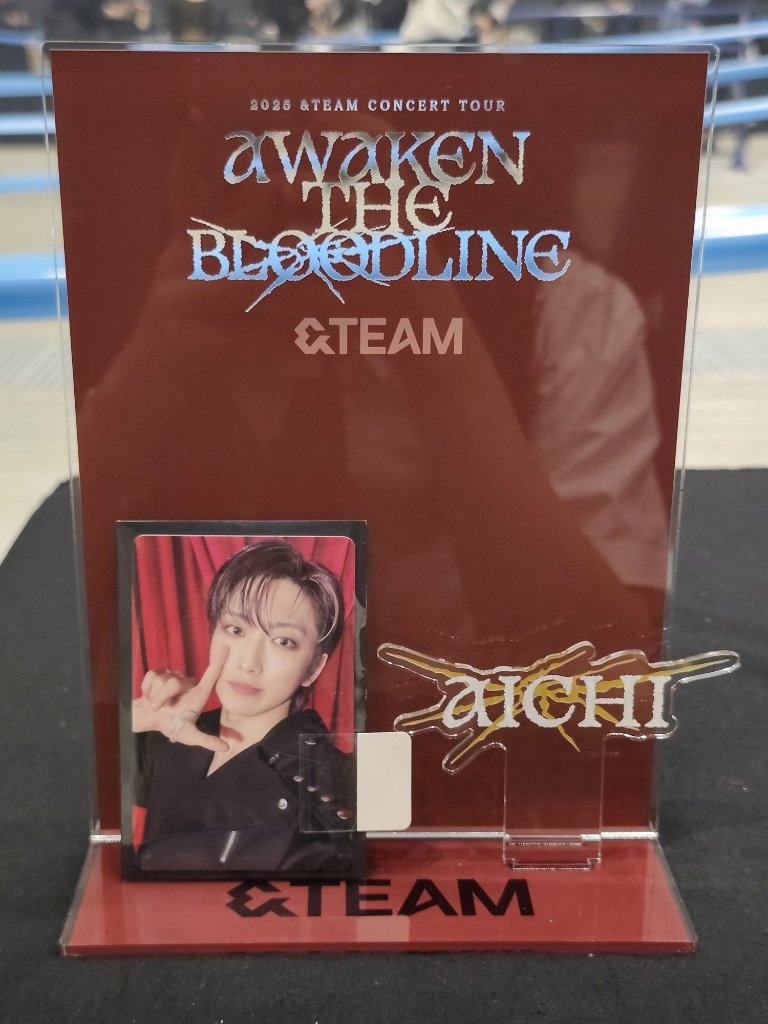 2025 &TEAM CONCERT TOUR
AWAKEN
THE
BLOODLINE
&TEAM
AICHI
&TEAM